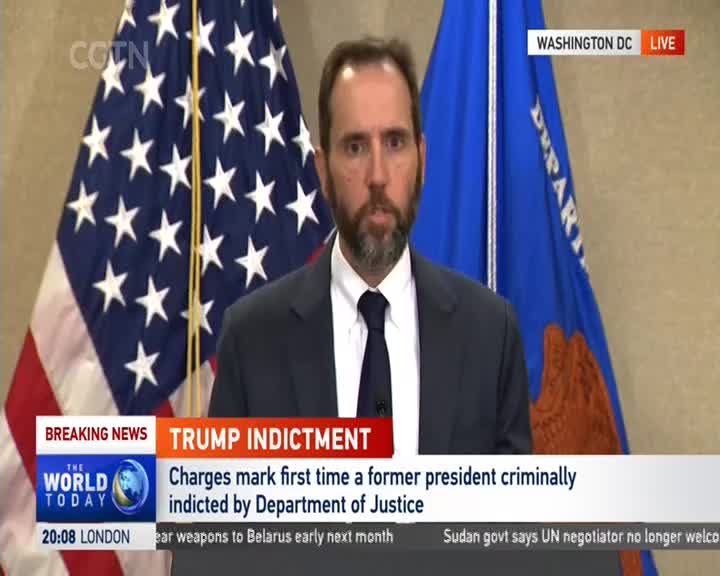 CGTN
WASHINGTON DC LIVE
DEPARTM
BREAKING NEWS
TRUMP INDICTMENT
THE
WORLD
TODAY
Charges mark first time a former president criminally
indicted by Department of Justice
20:08 LONDON
ear weapons to Belarus early next month Sudan govt says UN negotiator no longer welco